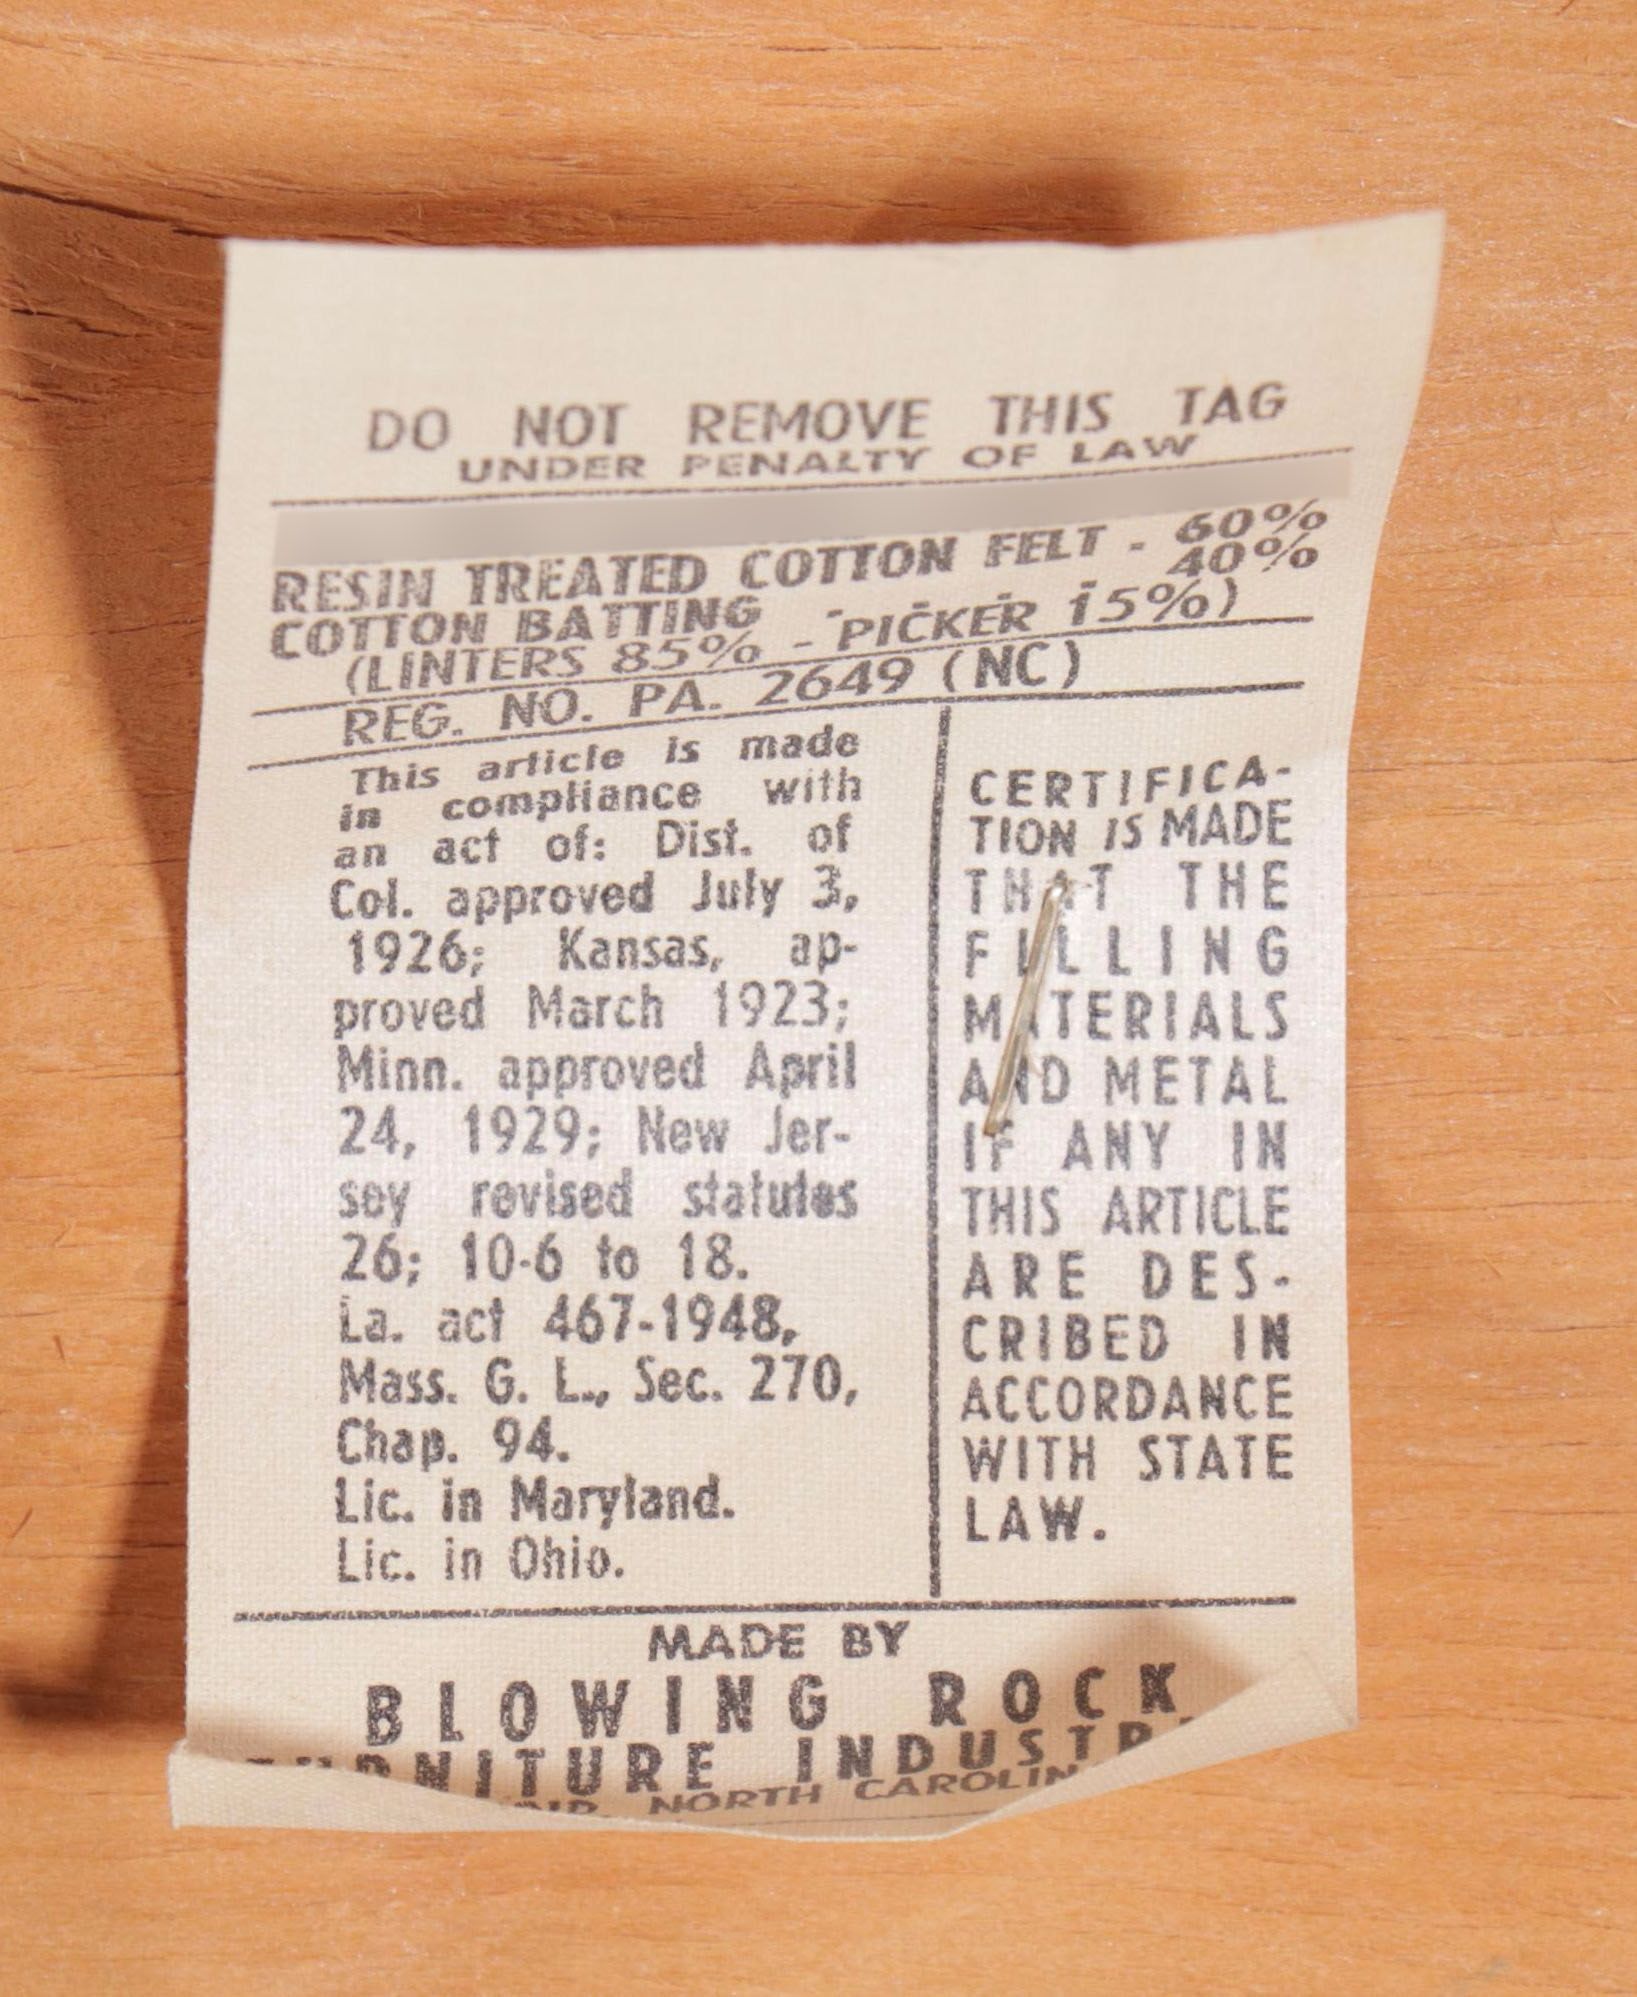 DO NOT REMOVE THIS TAG
UNDER PENALTY OF LAW
RESIN TREATED COTTON FELT - 60%
COTTON BATTING - - - - 40%
(LINTERS 85% - PICKER 15%)
REG. NO. PA. 2649 (NC)
This article is made
in compliance with
an act of: Dist. of
Col. approved July 3,
1926; Kansas, ap-
proved March 1923;
Minn. approved April
24, 1929; New Jer-
sey revised statutes
26; 10-6 to 18.
La. act 467-1948,
Mass. G. L., Sec. 270,
Chap. 94.
Lic. in Maryland.
Lic. in Ohio.
CERTIFICA-
TION IS MADE
THAT THE
FILLING
MATERIALS
AND METAL
IF ANY IN
THIS ARTICLE
ARE DES-
CRIBED IN
ACCORDANCE
WITH STATE
LAW.
MADE BY
BLOWING ROCK
FURNITURE
NORTH